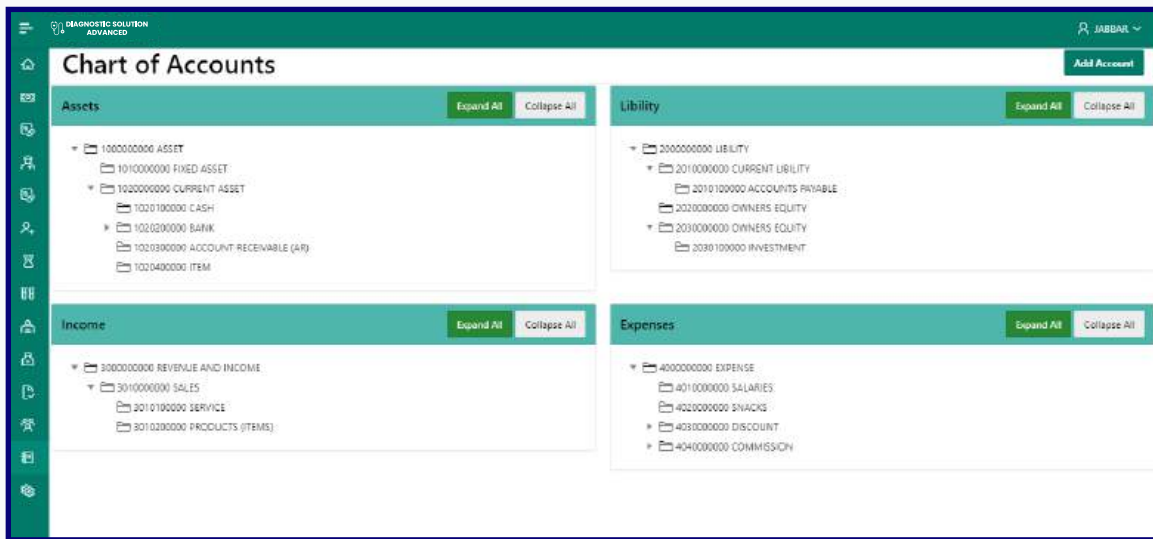 DIAGNOSTIC SOLUTION
ADVANCED
JABBAR
Chart of Accounts
Add Account
Assets
Expand All
Collapse All
1000000000 ASSET
1010000000 FIXED ASSET
1020000000 CURRENT ASSET
1020100000 CASH
1020200000 BANK
1020300000 ACCOUNT RECEIVABLE (AR)
1020400000 ITEM
Libility
Expand All
Collapse All
2000000000 LIBILITY
2010000000 CURRENT LIBILITY
2010100000 ACCOUNTS PAYABLE
2020000000 OWNERS EQUITY
2030000000 OWNERS EQUITY
2030100000 INVESTMENT
Income
Expand All
Collapse All
3000000000 REVENUE AND INCOME
3010000000 SALES
3010100000 SERVICE
3010200000 PRODUCTS (ITEMS)
Expenses
Expand All
Collapse All
4000000000 EXPENSE
4010000000 SALARIES
4020000000 SNACKS
4030000000 DISCOUNT
4040000000 COMMISSION